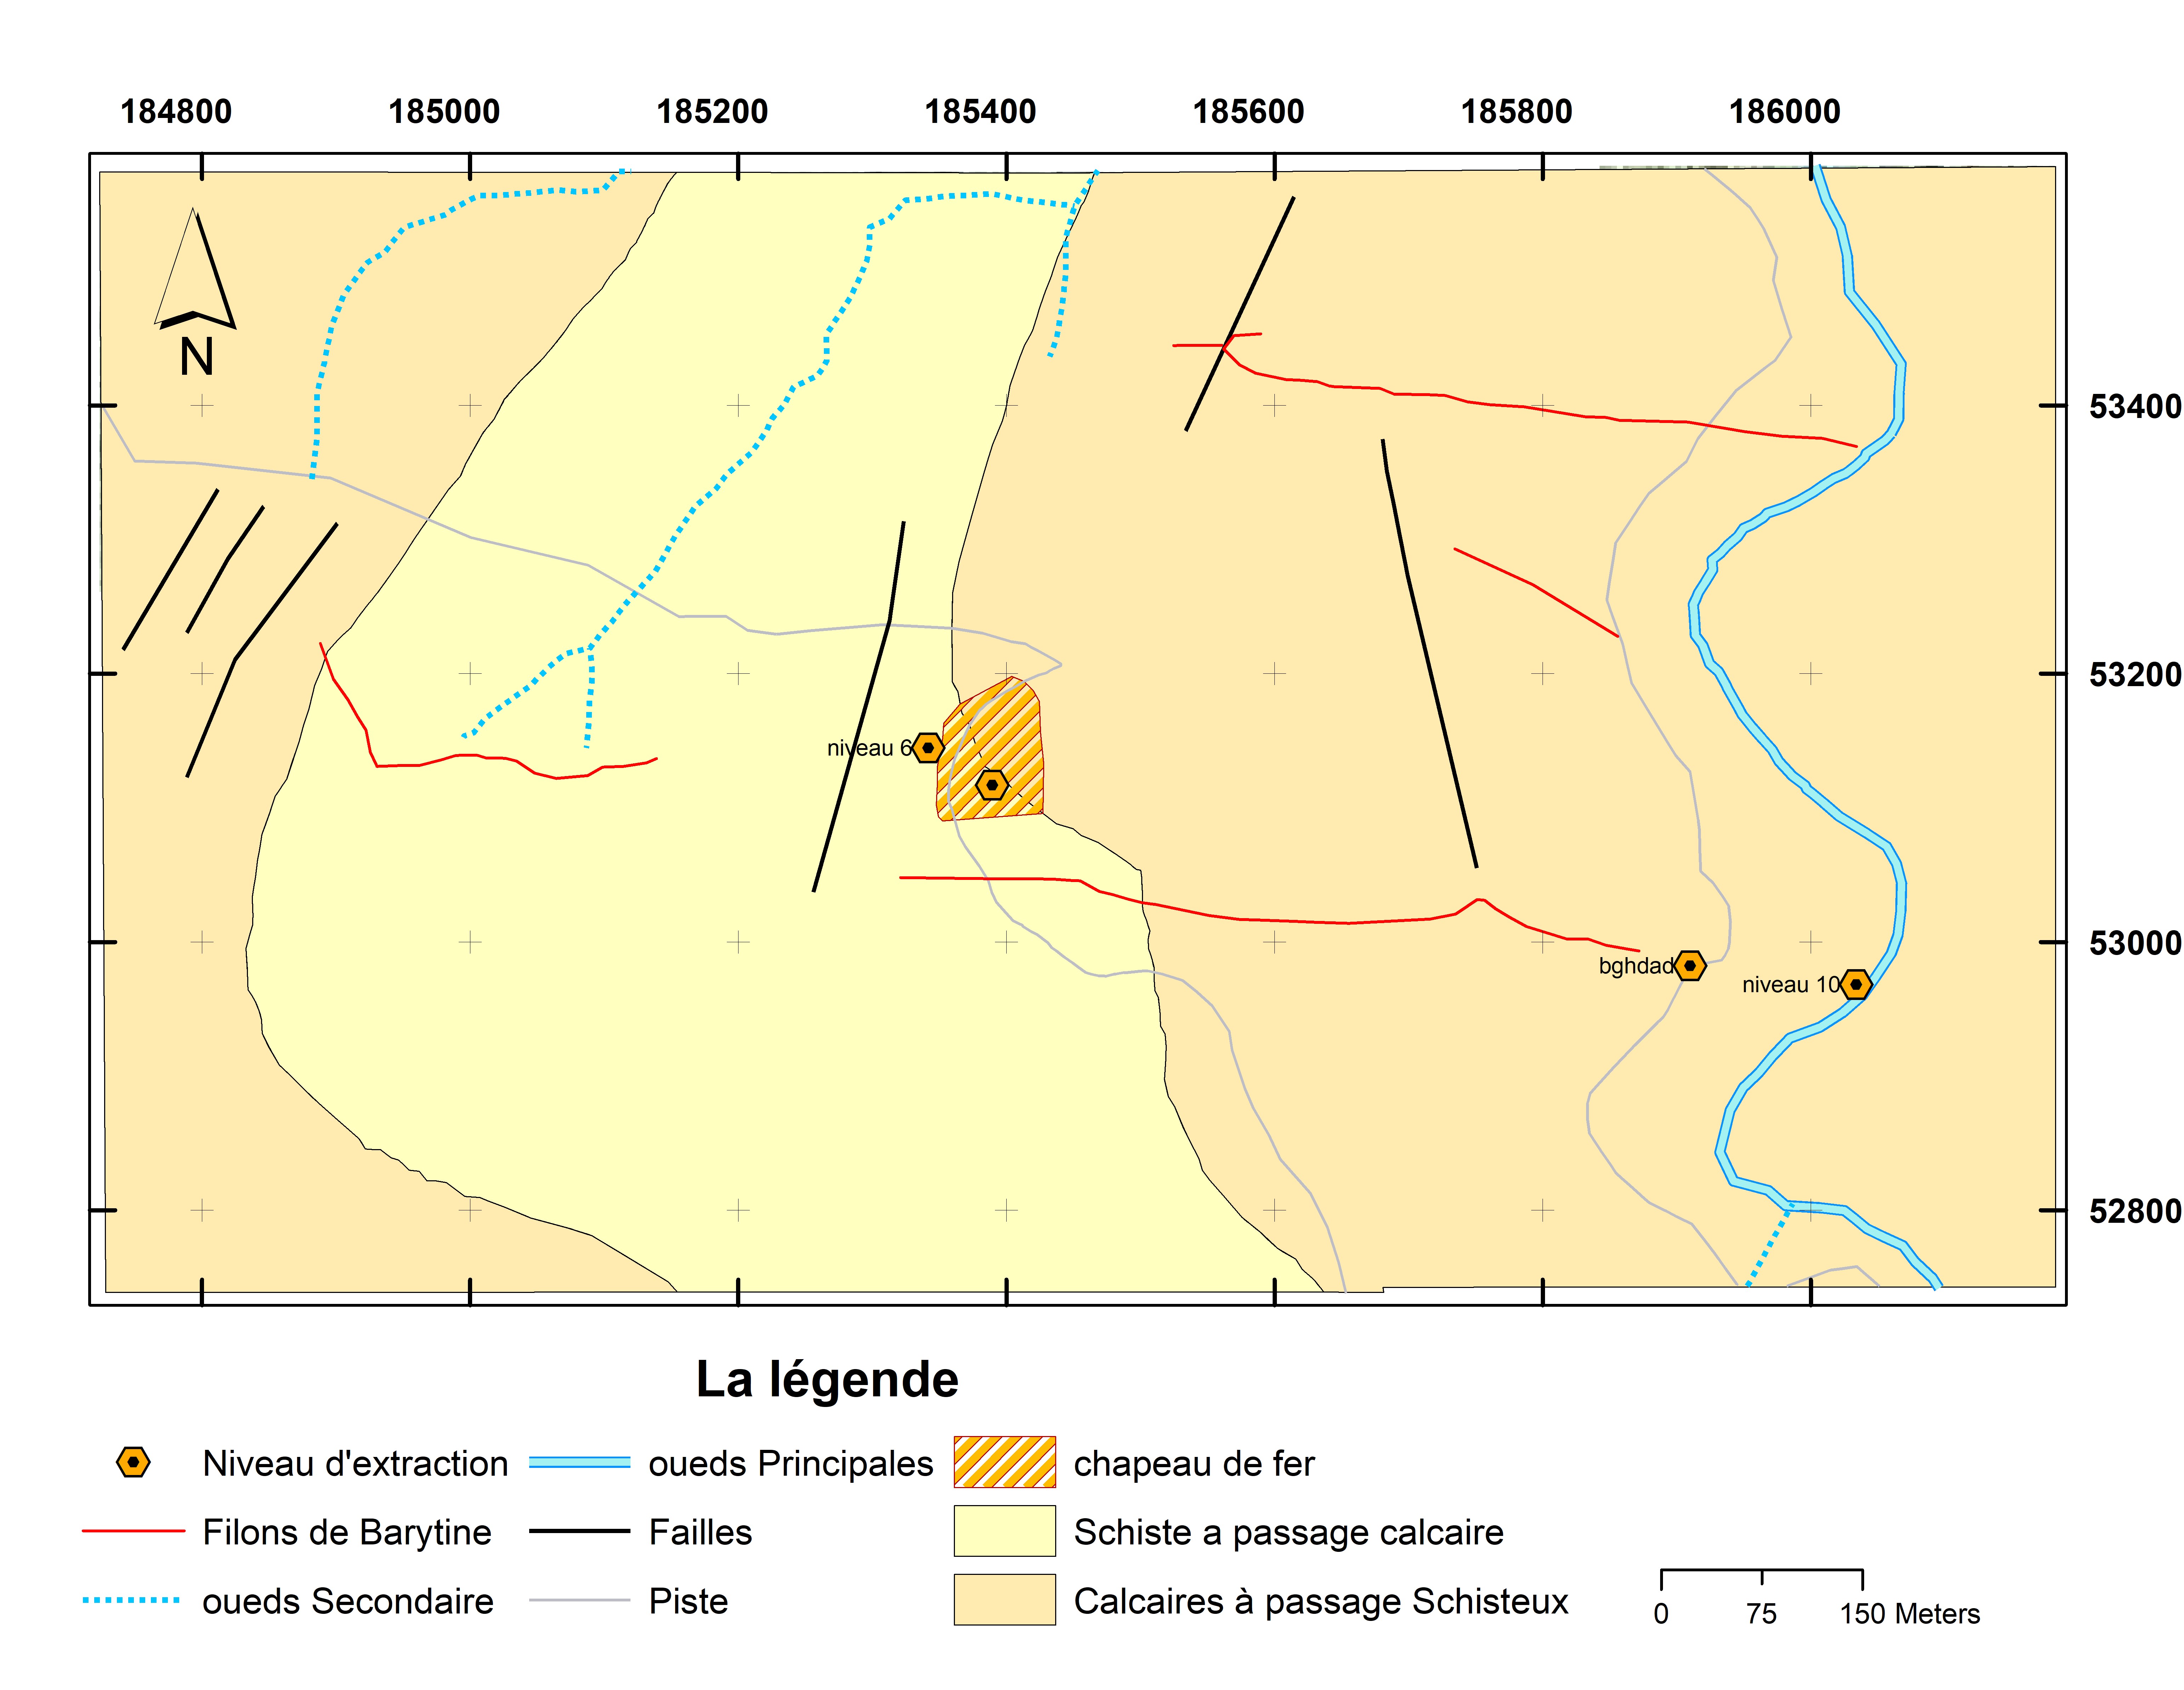 184800 185000 185200 185400 185600 185800 186000
N
53400
53200
niveau 6
53000
bghdad
niveau 10
52800
La légende
Niveau d'extraction oueds Principales chapeau de fer
Filons de Barytine Failles Schiste a passage calcaire
oueds Secondaire Piste Calcaires à passage Schisteux
0 75 150 Meters